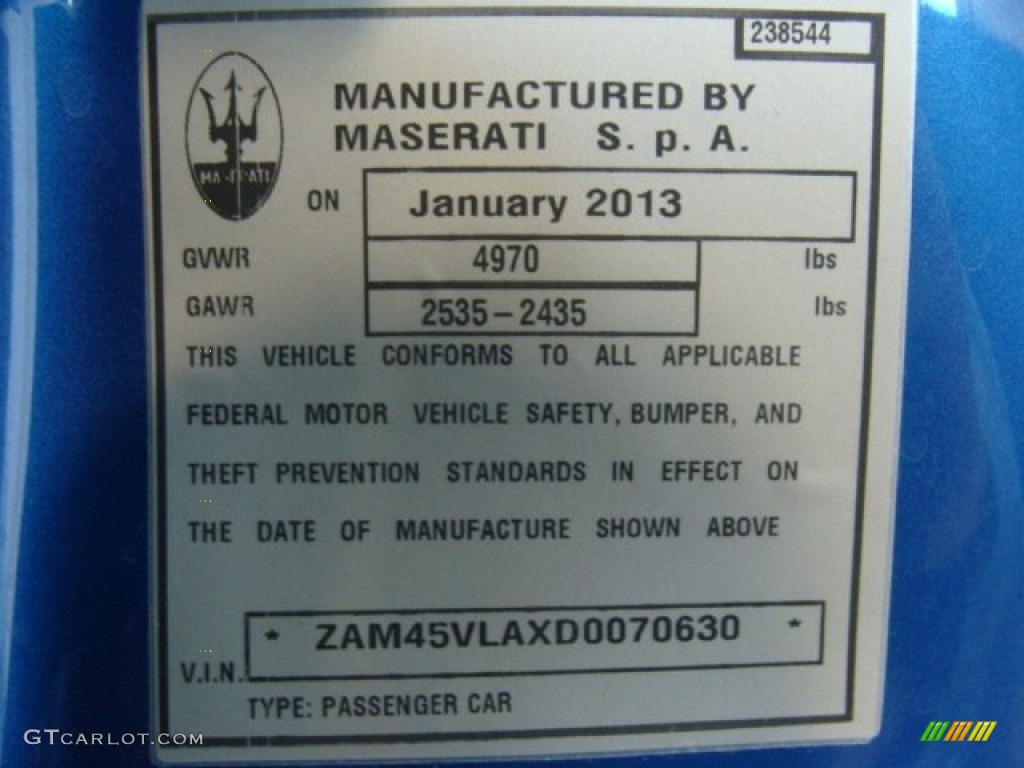 238544
MANUFACTURED BY
MASERATI S. p. A.
ON January 2013
GVWR 4970 lbs
GAWR 2535-2435 lbs
THIS VEHICLE CONFORMS TO ALL APPLICABLE
FEDERAL MOTOR VEHICLE SAFETY, BUMPER, AND
THEFT PREVENTION STANDARDS IN EFFECT ON
THE DATE OF MANUFACTURE SHOWN ABOVE
* ZAM45VLAXD0070630 *
V.I.N.
TYPE: PASSENGER CAR
GTCARLOT.COM